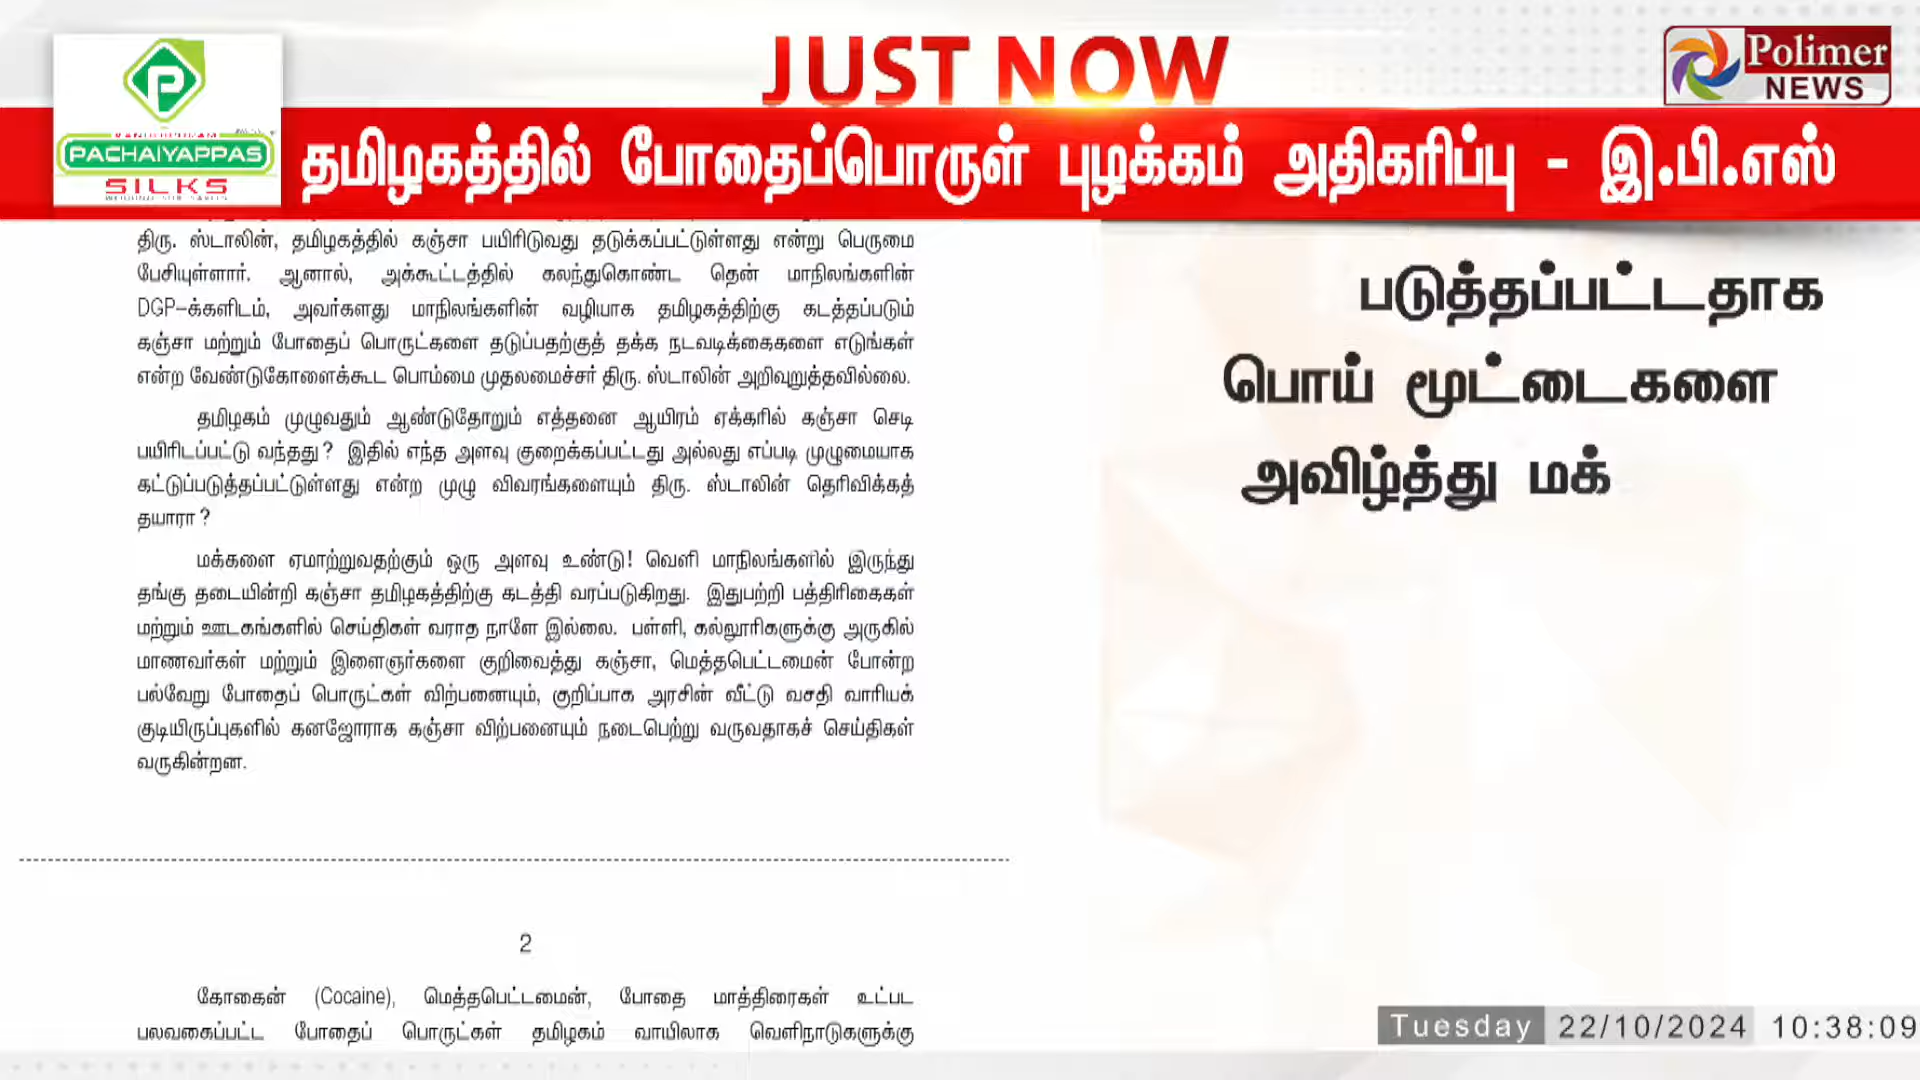 JUST NOW
Polimer
NEWS
P
PACHAIYAPPAS
SILKS
தமிழகத்தில் போதைப்பொருள் புழக்கம் அதிகரிப்பு - இ.பி.எஸ்
திரு. ஸ்டாலின், தமிழகத்தில் கஞ்சா பயிரிடுவது தடுக்கப்பட்டுள்ளது என்று பெருமை
பேசியுள்ளார். ஆனால், அக்கூட்டத்தில் கலந்துகொண்ட தென் மாநிலங்களின்
DGP-க்களிடம், அவர்களது மாநிலங்களின் வழியாக தமிழகத்திற்கு கடத்தப்படும்
கஞ்சா மற்றும் போதைப் பொருட்களை தடுப்பதற்குத் தக்க நடவடிக்கைகளை எடுங்கள்
என்ற வேண்டுகோளைக்கூட பொம்மை முதலமைச்சர் திரு. ஸ்டாலின் அறிவுறுத்தவில்லை.
தமிழகம் முழுவதும் ஆண்டுதோறும் எத்தனை ஆயிரம் ஏக்கரில் கஞ்சா செடி
பயிரிடப்பட்டு வந்தது? இதில் எந்த அளவு குறைக்கப்பட்டது அல்லது எப்படி முழுமையாக
கட்டுப்படுத்தப்பட்டுள்ளது என்ற முழு விவரங்களையும் திரு. ஸ்டாலின் தெரிவிக்கத்
தயாரா?
மக்களை ஏமாற்றுவதற்கும் ஒரு அளவு உண்டு! வெளி மாநிலங்களில் இருந்து
தங்கு தடையின்றி கஞ்சா தமிழகத்திற்கு கடத்தி வரப்படுகிறது. இதுபற்றி பத்திரிகைகள்
மற்றும் ஊடகங்களில் செய்திகள் வராத நாளே இல்லை. பள்ளி, கல்லூரிகளுக்கு அருகில்
மாணவர்கள் மற்றும் இளைஞர்களை குறிவைத்து கஞ்சா, மெத்தபெட்டமைன் போன்ற
பல்வேறு போதைப் பொருட்கள் விற்பனையும், குறிப்பாக அரசின் வீட்டு வசதி வாரியக்
குடியிருப்புகளில் கனஜோராக கஞ்சா விற்பனையும் நடைபெற்று வருவதாகச் செய்திகள்
வருகின்றன.
2
கோகைன் (Cocaine), மெத்தபெட்டமைன், போதை மாத்திரைகள் உட்பட
பலவகைப்பட்ட போதைப் பொருட்கள் தமிழகம் வாயிலாக வெளிநாடுகளுக்கு
படுத்தப்பட்டதாக
பொய் மூட்டைகளை
அவிழ்த்து மக்
Tuesday 22/10/2024 10:38:09